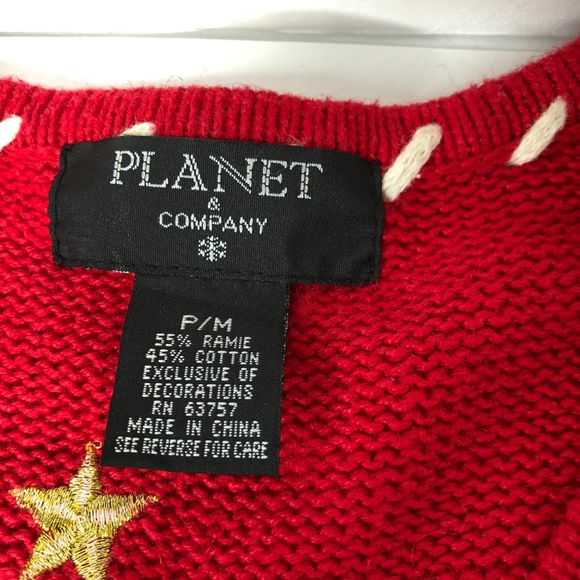 PLANET
&
COMPANY
P/M
55% RAMIE
45% COTTON
EXCLUSIVE OF
DECORATIONS
RN 63757
MADE IN CHINA
SEE REVERSE FOR CARE